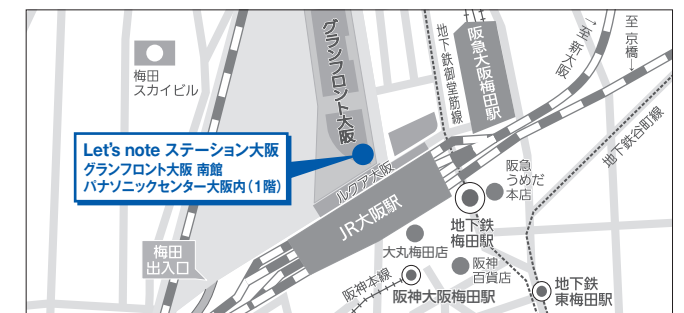 梅田
スカイビル
グランフロント大阪
地下鉄御堂筋線
阪急大阪梅田駅
→至 新大阪
至 京橋→
地下鉄谷町線
Let's note ステーション大阪
グランフロント大阪 南館
パナソニックセンター大阪内(1階)
ルクア大阪
JR大阪駅
阪急
うめだ
本店
地下鉄
梅田駅
梅田
出入口
大丸梅田店
阪神
百貨店
阪神本線
阪神大阪梅田駅
地下鉄
東梅田駅